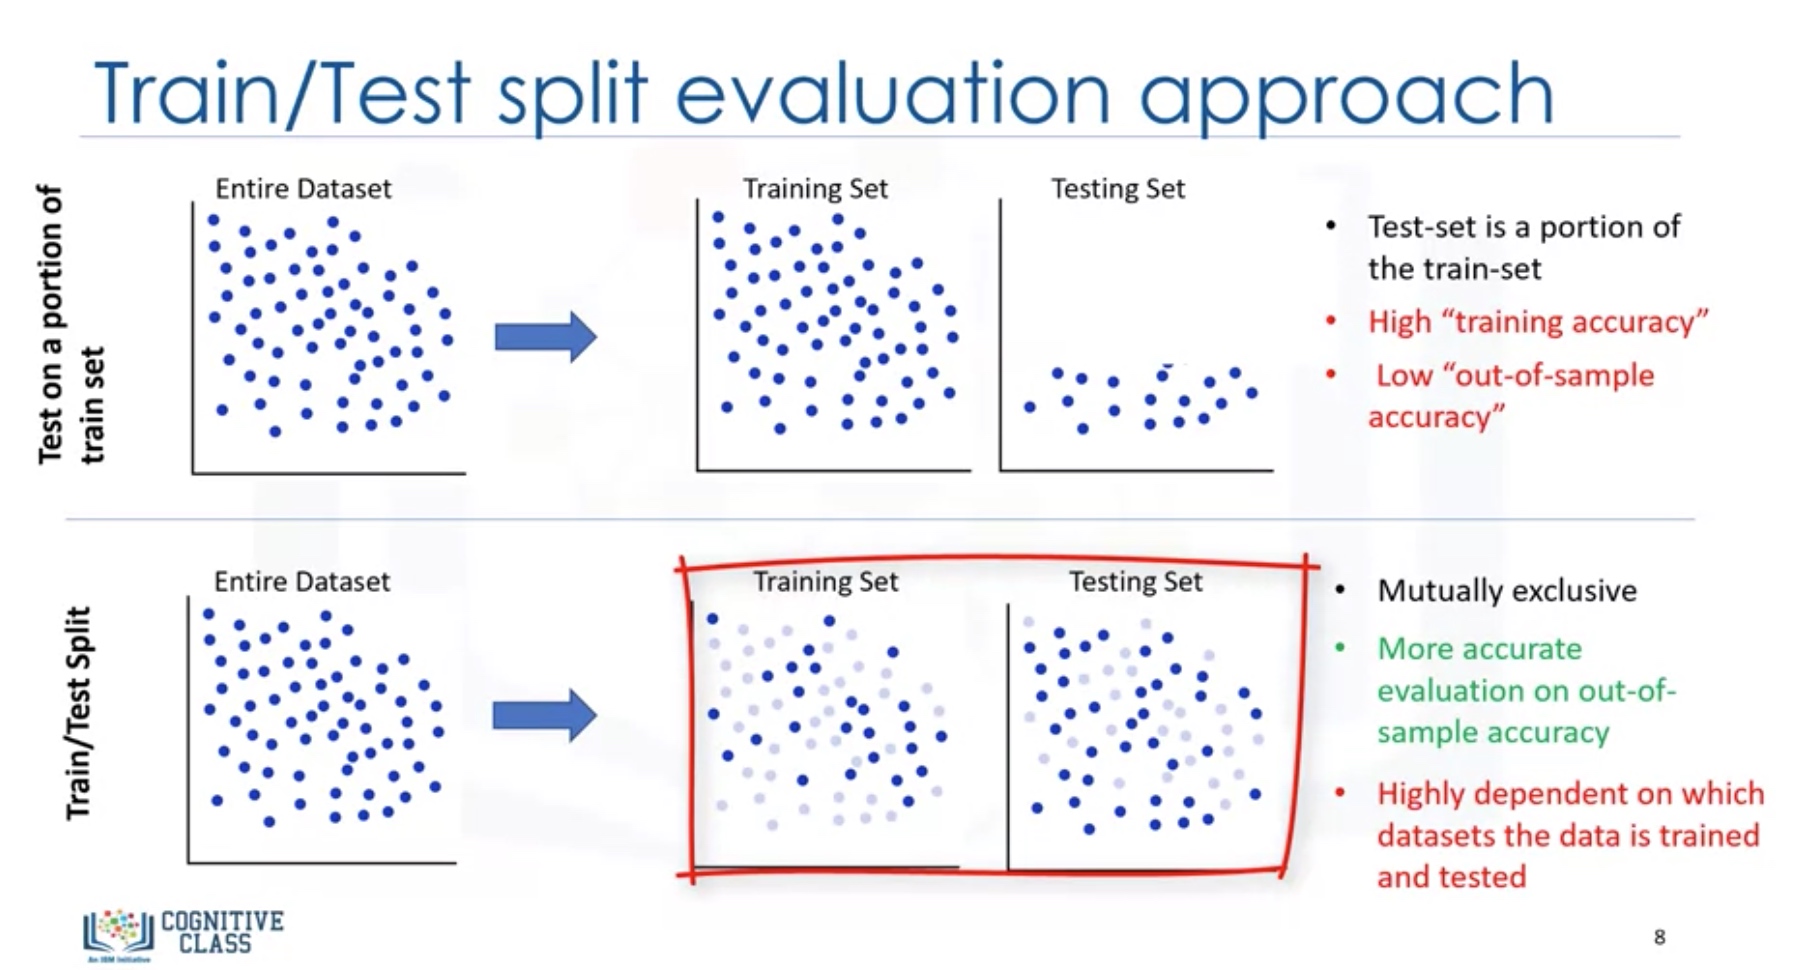 Train/Test split evaluation approach
Test on a portion of
train set
Entire Dataset
Training Set
Testing Set
• Test-set is a portion of
the train-set
• High “training accuracy”
• Low “out-of-sample
accuracy”
Train/Test Split
Entire Dataset
Training Set
Testing Set
• Mutually exclusive
• More accurate
evaluation on out-of-
sample accuracy
• Highly dependent on which
datasets the data is trained
and tested
COGNITIVE
CLASS
An IBM Initiative
8